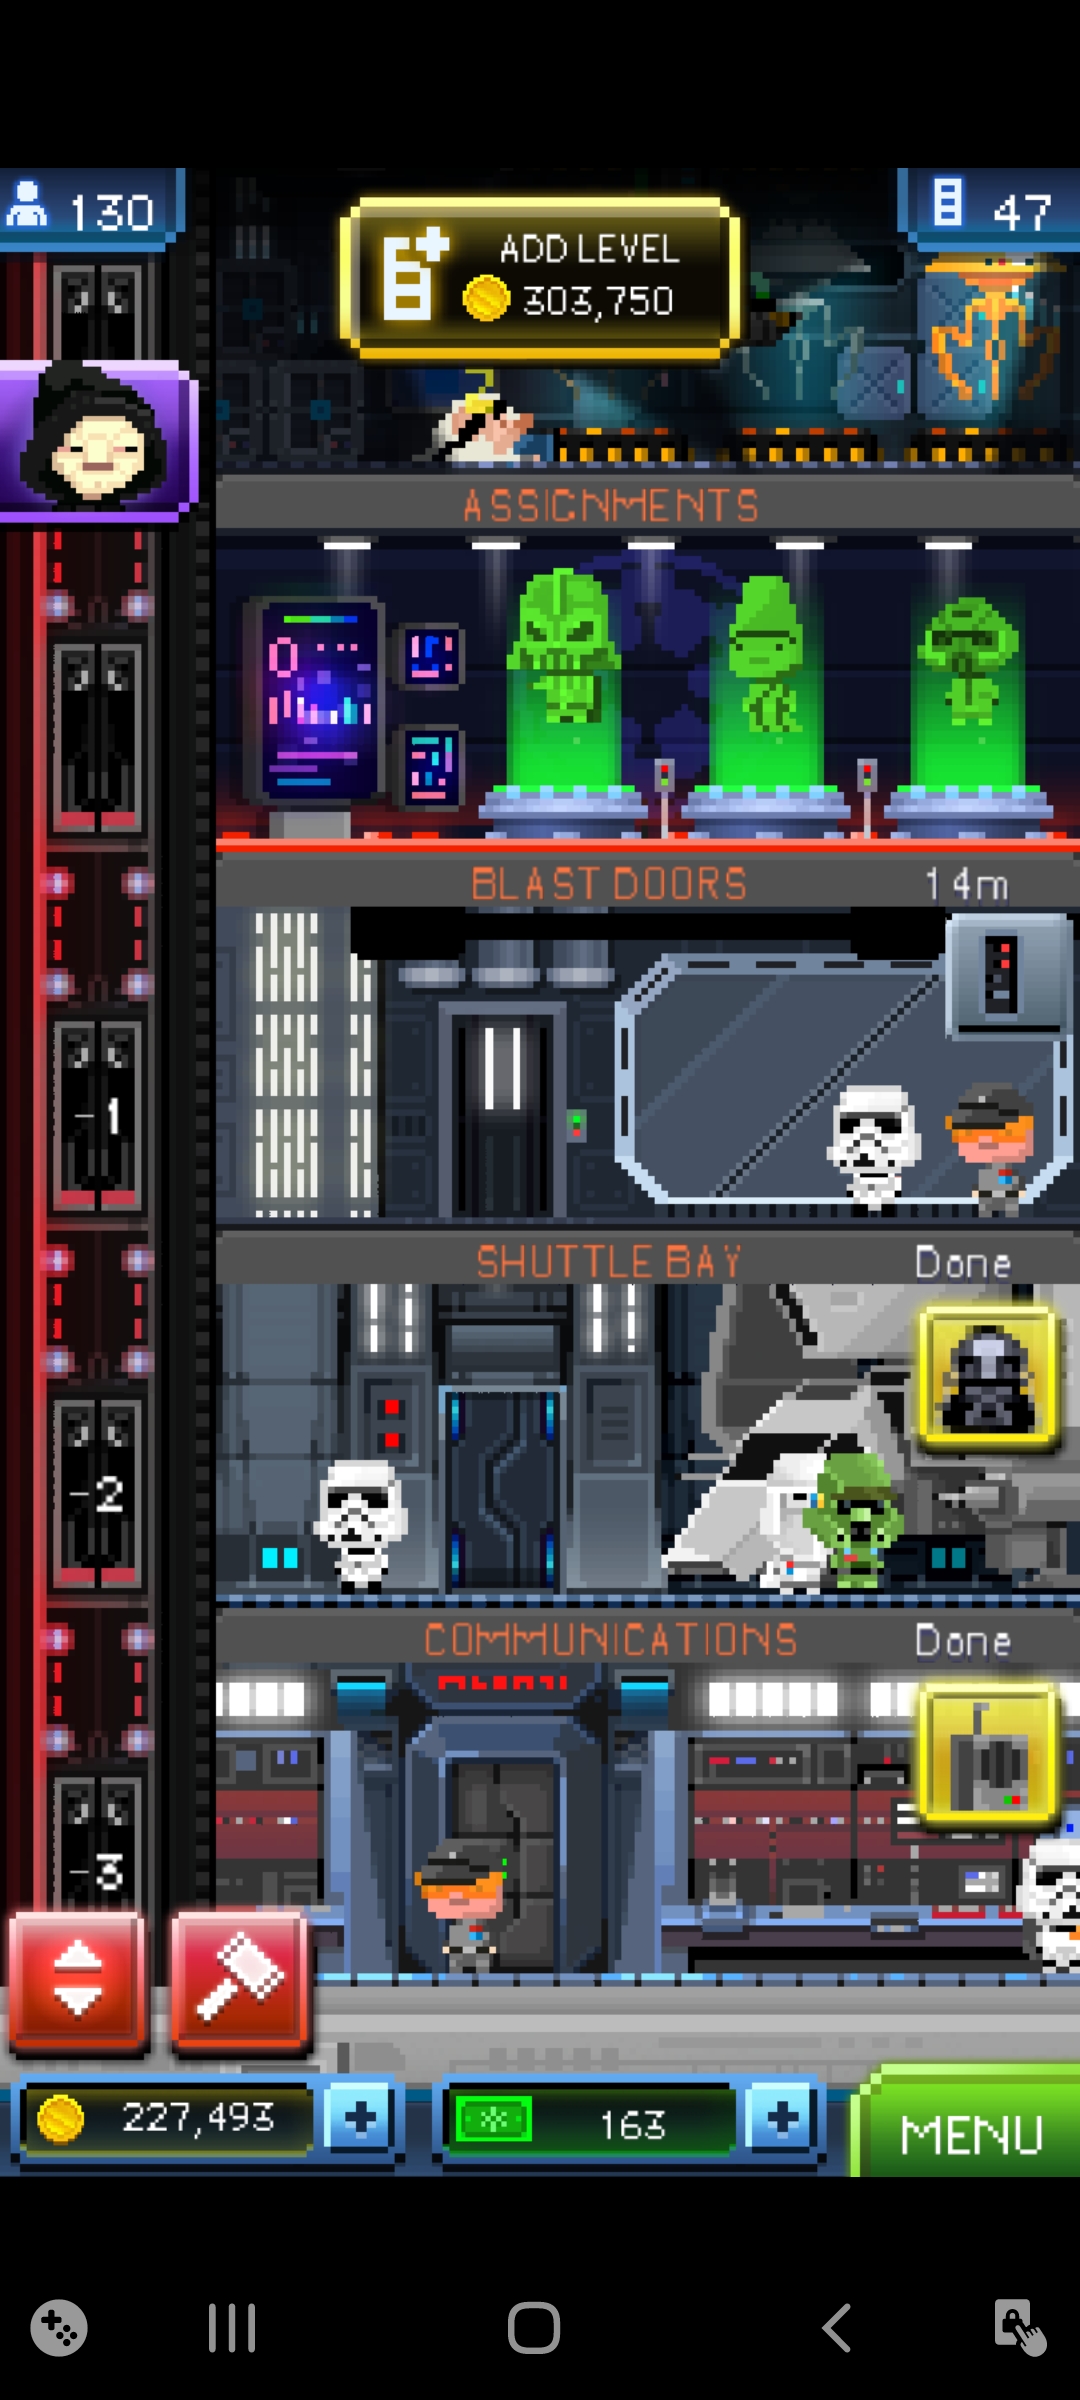 130
ADD LEVEL
303,750
47
ASSIGNMENTS
BLAST DOORS
14m
-1
SHUTTLE BAY
Done
-2
COMMUNICATIONS
Done
-3
227,493
163
MENU